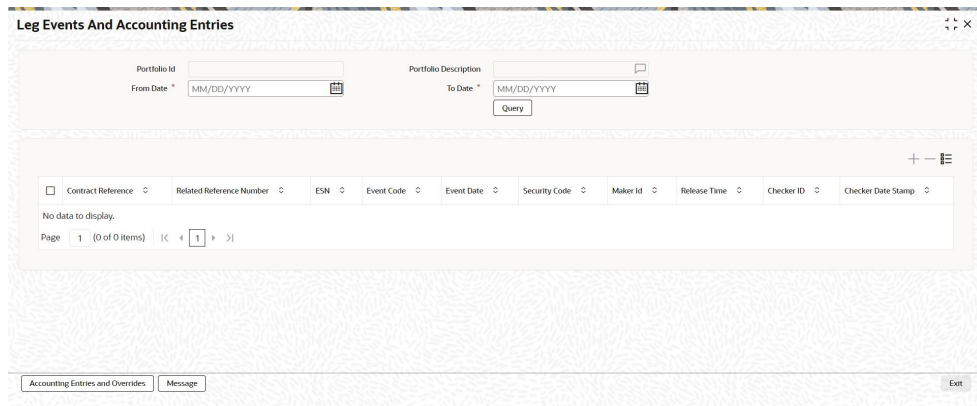 Leg Events And Accounting Entries
Portfolio Id
Portfolio Description
From Date * MM/DD/YYYY
To Date * MM/DD/YYYY
Query
Contract Reference Related Reference Number ESN Event Code Event Date Security Code Maker Id Release Time Checker ID Checker Date Stamp
No data to display.
Page 1 (0 of 0 items) 1
Accounting Entries and Overrides Message Exit